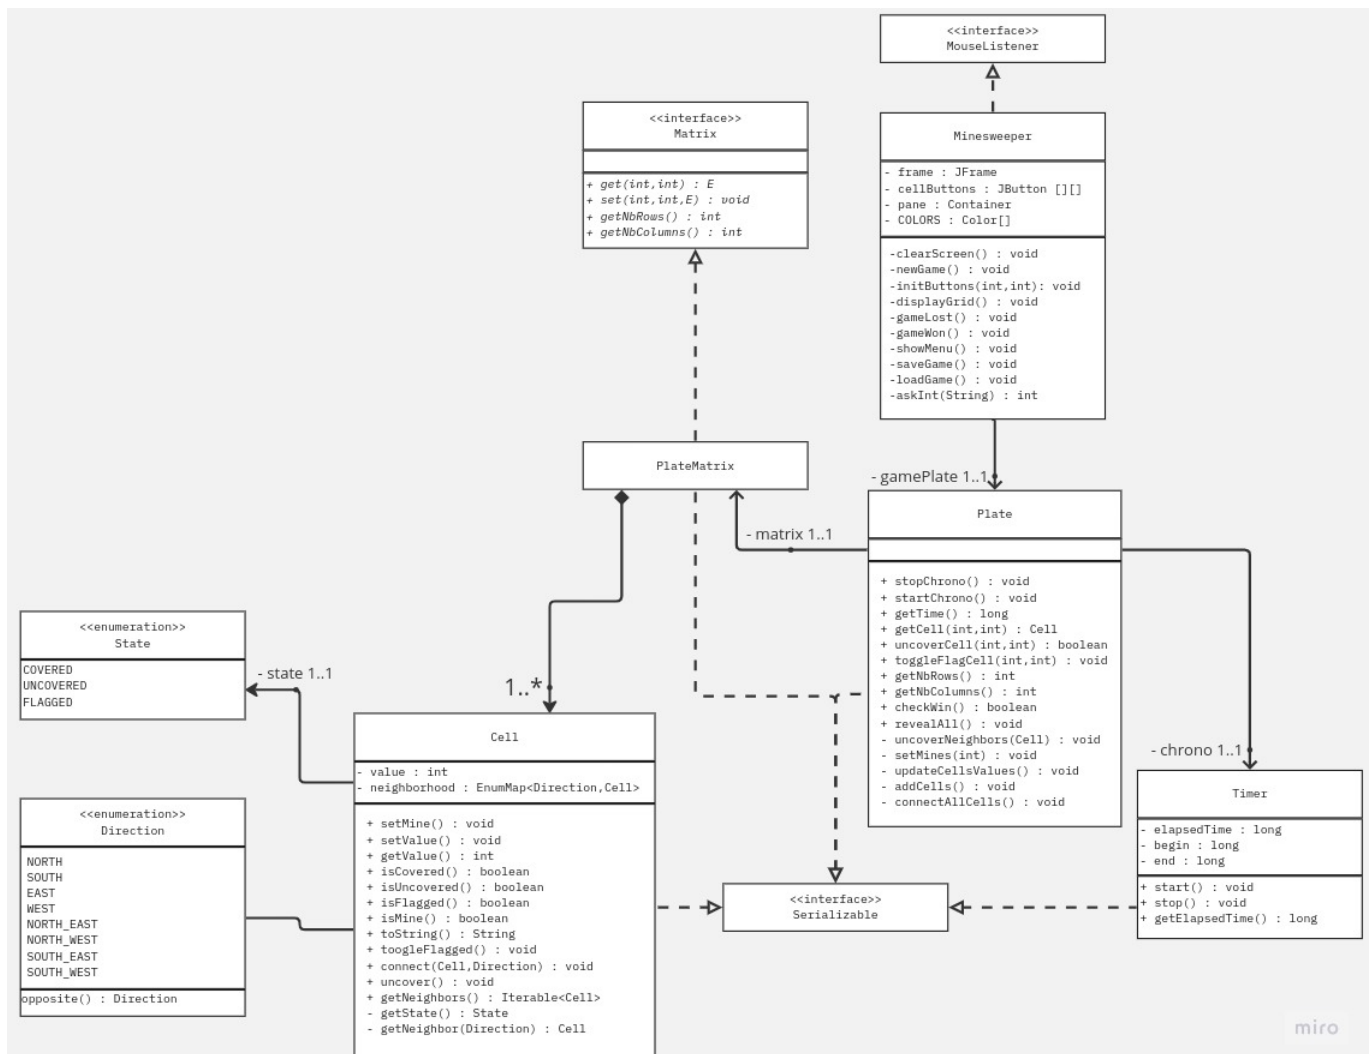 <<interface>>
MouseListener
<<interface>>
Matrix
+ get(int,int) : E
+ set(int,int,E) : void
+ getNbRows() : int
+ getNbColumns() : int
Minesweeper
- frame : JFrame
- cellButtons : JButton [][]
- pane : Container
- COLORS : Color[]
-clearScreen() : void
-newGame() : void
-initButtons(int,int): void
-displayGrid() : void
-gameLost() : void
-gameWon() : void
-showMenu() : void
-saveGame() : void
-loadGame() : void
-askInt(String) : int
PlateMatrix
- gamePlate 1..1
- matrix 1..1
Plate
+ stopChrono() : void
+ startChrono() : void
+ getTime() : long
+ getCell(int,int) : Cell
+ uncoverCell(int,int) : boolean
+ toggleFlagCell(int,int) : void
+ getNbRows() : int
+ getNbColumns() : int
+ checkWin() : boolean
+ revealAll() : void
- uncoverNeighbors(Cell) : void
- setMines(int) : void
- updateCellsValues() : void
- addCells() : void
- connectAllCells() : void
<<enumeration>>
State
COVERED
UNCOVERED
FLAGGED
- state 1..1
1..*
Cell
- value : int
- neighborhood : EnumMap<Direction,Cell>
+ setMine() : void
+ setValue() : void
+ getValue() : int
+ isCovered() : boolean
+ isUncovered() : boolean
+ isFlagged() : boolean
+ isMine() : boolean
+ toString() : String
+ toogleFlagged() : void
+ connect(Cell,Direction) : void
+ uncover() : void
+ getNeighbors() : Iterable<Cell>
- getState() : State
- getNeighbor(Direction) : Cell
<<enumeration>>
Direction
NORTH
SOUTH
EAST
WEST
NORTH_EAST
NORTH_WEST
SOUTH_EAST
SOUTH_WEST
opposite() : Direction
<<interface>>
Serializable
- chrono 1..1
Timer
- elapsedTime : long
- begin : long
- end : long
+ start() : void
+ stop() : void
+ getElapsedTime() : long
miro